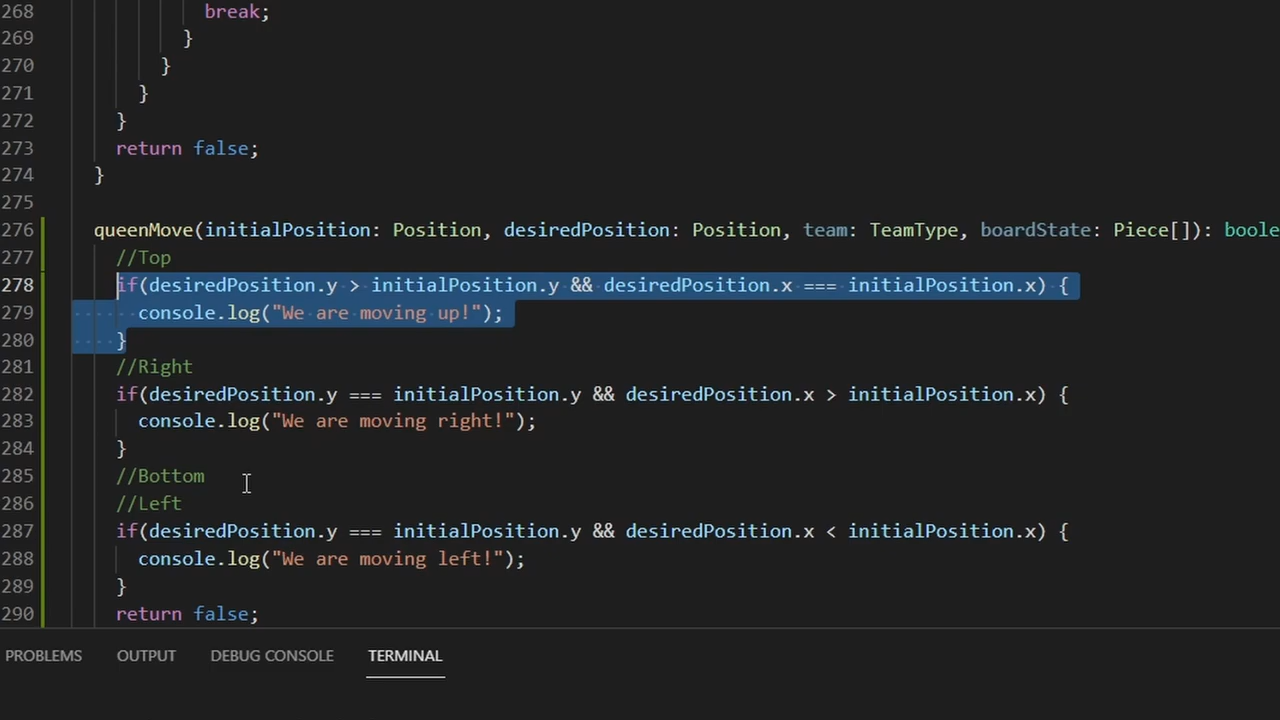 268 break;
269 }
270 }
271 }
272 }
273 return false;
274 }
275
276 queenMove(initialPosition: Position, desiredPosition: Position, team: TeamType, boardState: Piece[]): boole
277 //Top
278 if(desiredPosition.y > initialPosition.y && desiredPosition.x === initialPosition.x) {
279 console.log("We are moving up!");
280 }
281 //Right
282 if(desiredPosition.y === initialPosition.y && desiredPosition.x > initialPosition.x) {
283 console.log("We are moving right!");
284 }
285 //Bottom
286 //Left
287 if(desiredPosition.y === initialPosition.y && desiredPosition.x < initialPosition.x) {
288 console.log("We are moving left!");
289 }
290 return false;
PROBLEMS OUTPUT DEBUG CONSOLE TERMINAL